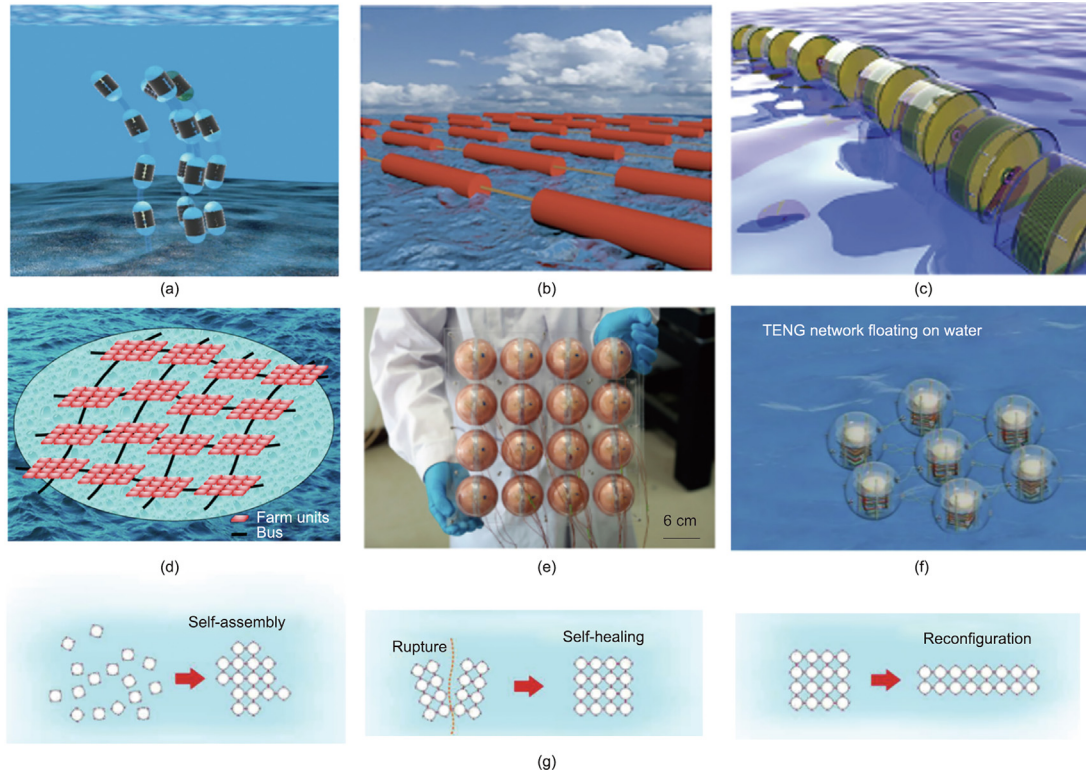 (a)
(b)
(c)
Farm units
Bus
(d)
6 cm
(e)
TENG network floating on water
(f)
Self-assembly
Rupture
Self-healing
Reconfiguration
(g)